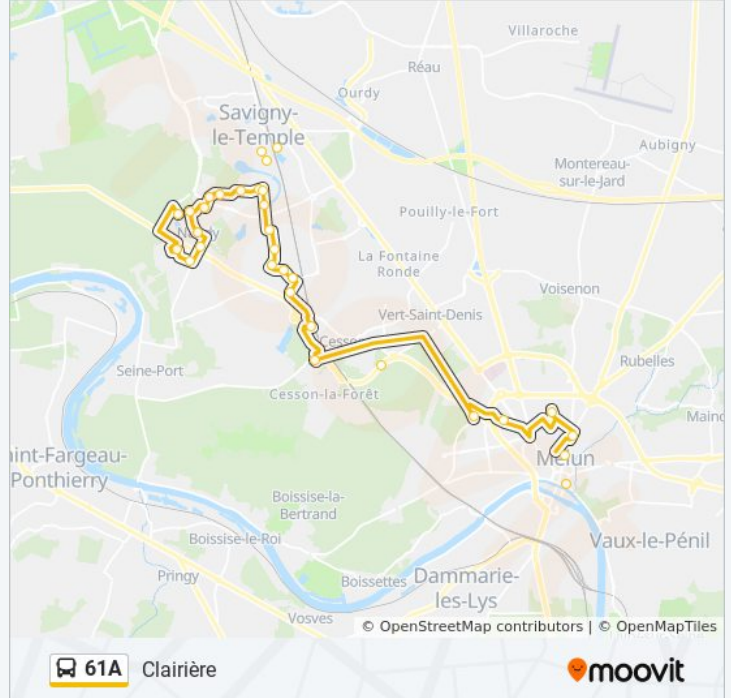 Villaroche
Réau
Ourdy
Savigny-
le-Temple
Aubigny
Montereau-
sur-le-Jard
Pouilly-le-Fort
La Fontaine
Ronde
Voisenon
Vert-Saint-Denis
Rubelles
Seine-Port
Cesson-la-Forêt
Melun
int-Fargeau-
Ponthierry
Boissise-la-
Bertrand
Boissise-le-Roi
Vaux-le-Pénil
Pringy
Boissettes
Dammarie-
les-Lys
Vosves
© OpenStreetMap contributors | © OpenMapTiles
61A Clairière
moovit